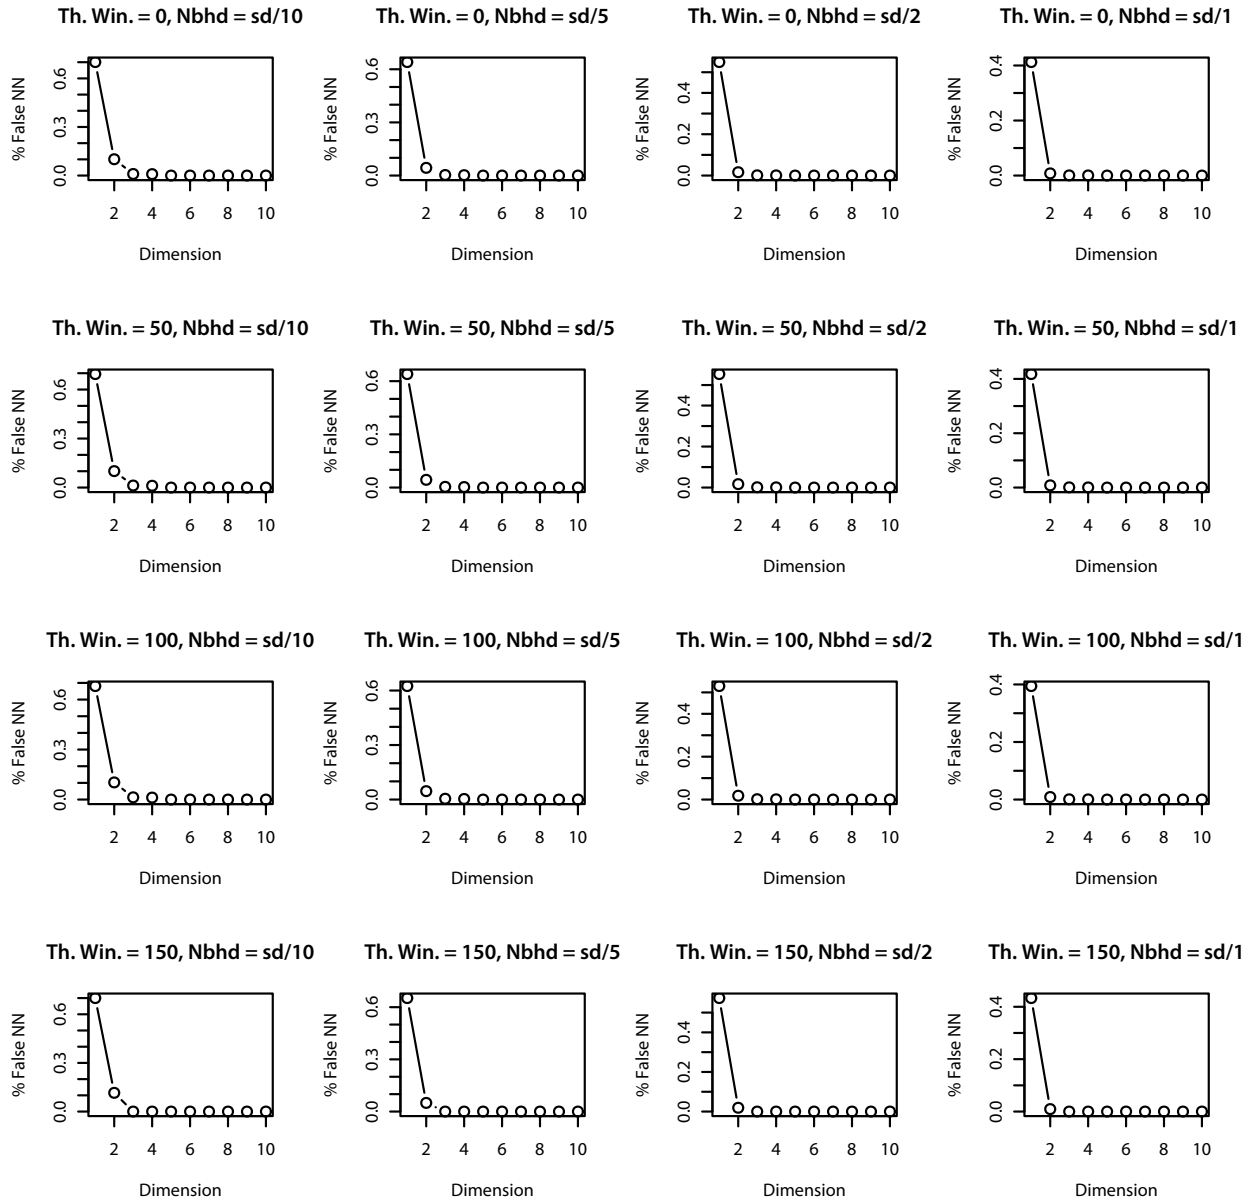 Th. Win. = 0, Nbhd = sd/10
% False NN
0.0 0.3 0.6
2 4 6 8 10
Dimension
Th. Win. = 0, Nbhd = sd/5
% False NN
0.0 0.3 0.6
2 4 6 8 10
Dimension
Th. Win. = 0, Nbhd = sd/2
% False NN
0.0 0.2 0.4
2 4 6 8 10
Dimension
Th. Win. = 0, Nbhd = sd/1
% False NN
0.0 0.2 0.4
2 4 6 8 10
Dimension
Th. Win. = 50, Nbhd = sd/10
% False NN
0.0 0.3 0.6
2 4 6 8 10
Dimension
Th. Win. = 50, Nbhd = sd/5
% False NN
0.0 0.3 0.6
2 4 6 8 10
Dimension
Th. Win. = 50, Nbhd = sd/2
% False NN
0.0 0.2 0.4
2 4 6 8 10
Dimension
Th. Win. = 50, Nbhd = sd/1
% False NN
0.0 0.2 0.4
2 4 6 8 10
Dimension
Th. Win. = 100, Nbhd = sd/10
% False NN
0.0 0.3 0.6
2 4 6 8 10
Dimension
Th. Win. = 100, Nbhd = sd/5
% False NN
0.0 0.3 0.6
2 4 6 8 10
Dimension
Th. Win. = 100, Nbhd = sd/2
% False NN
0.0 0.2 0.4
2 4 6 8 10
Dimension
Th. Win. = 100, Nbhd = sd/1
% False NN
0.0 0.2 0.4
2 4 6 8 10
Dimension
Th. Win. = 150, Nbhd = sd/10
% False NN
0.0 0.3 0.6
2 4 6 8 10
Dimension
Th. Win. = 150, Nbhd = sd/5
% False NN
0.0 0.3 0.6
2 4 6 8 10
Dimension
Th. Win. = 150, Nbhd = sd/2
% False NN
0.0 0.2 0.4
2 4 6 8 10
Dimension
Th. Win. = 150, Nbhd = sd/1
% False NN
0.0 0.2 0.4
2 4 6 8 10
Dimension